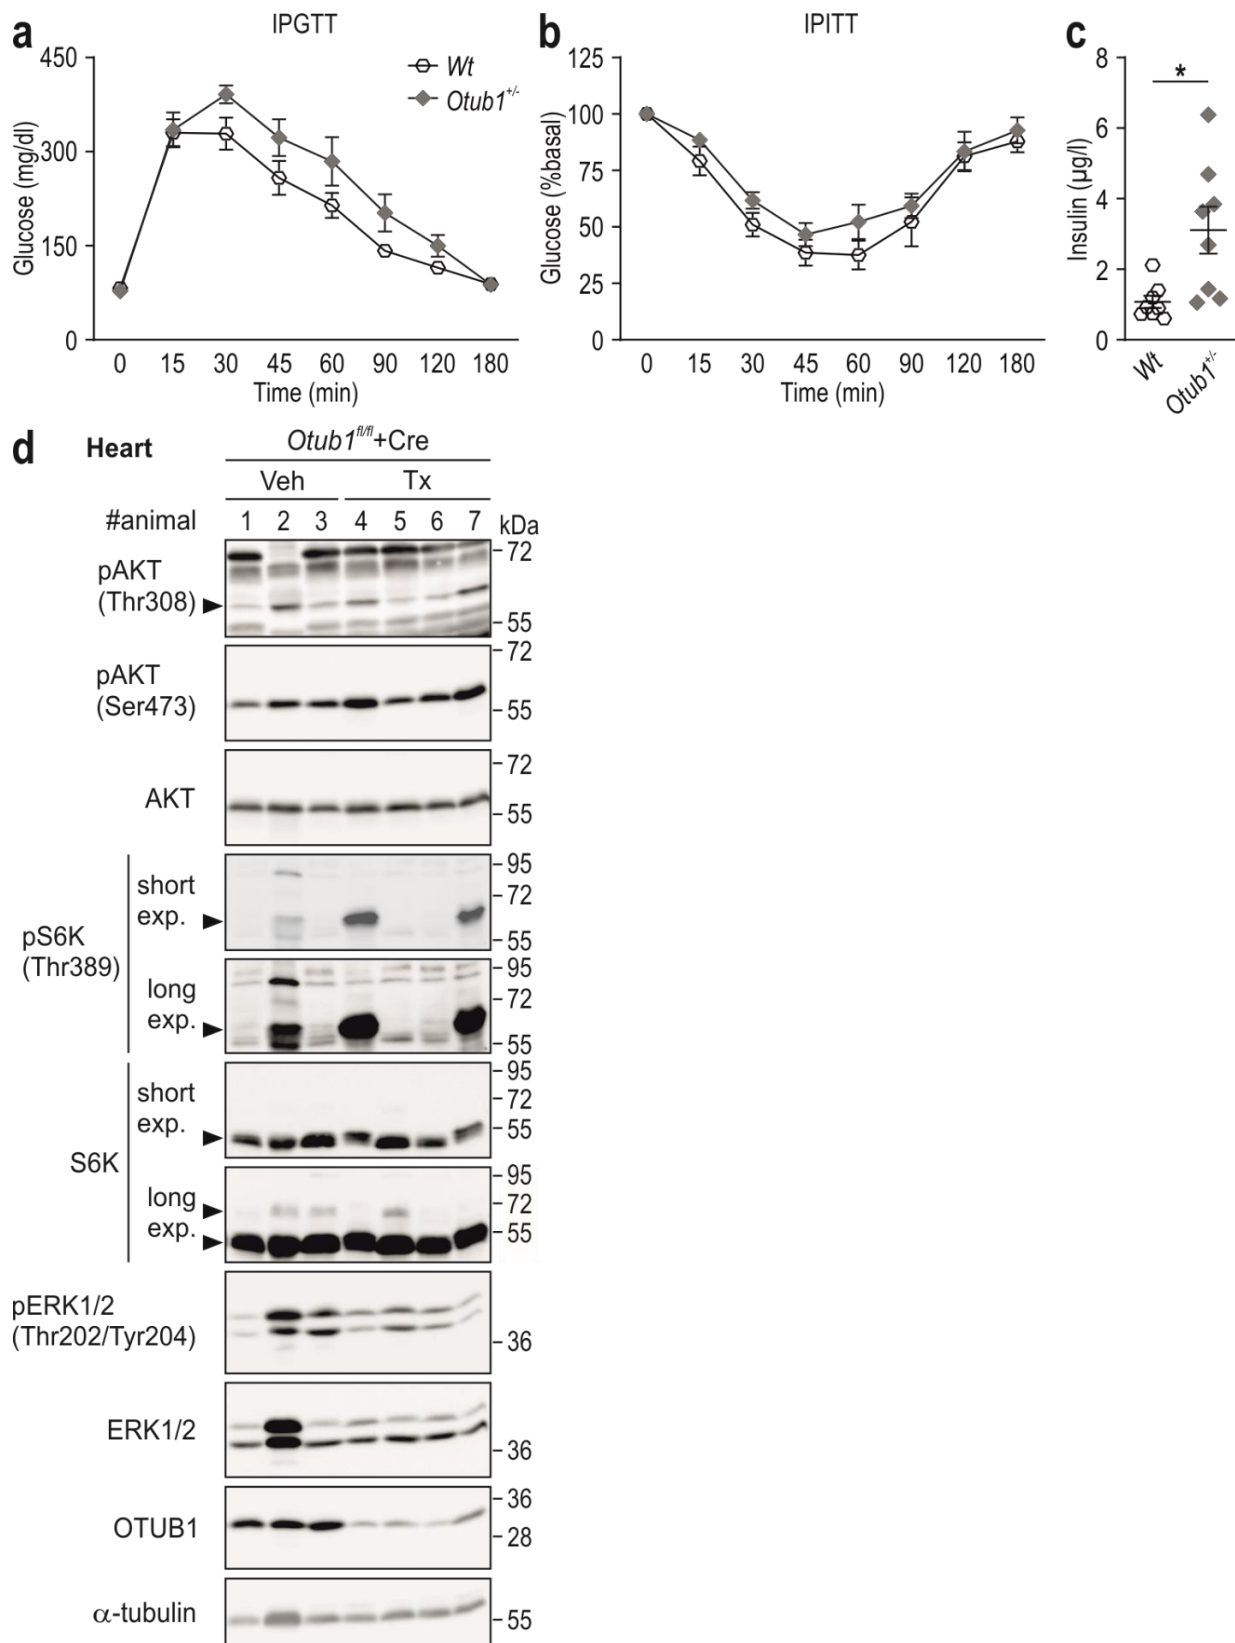 a
IPGTT
450
300
150
0
Glucose (mg/dl)
Wt
Otub1+/-
0 15 30 45 60 90 120 180
Time (min)
b
IPITT
125
100
75
50
25
0
Glucose (%basal)
0 15 30 45 60 90 120 180
Time (min)
c
8
6
4
2
0
Insulin (µg/l)
*
Wt
Otub1+/-
d
Heart
Otub1fl/fl+Cre
Veh Tx
#animal 1 2 3 4 5 6 7 kDa
pAKT
(Thr308)
72
55
pAKT
(Ser473)
72
55
AKT
72
55
pS6K
(Thr389)
short
exp.
95
72
55
long
exp.
95
72
55
S6K
short
exp.
95
72
55
long
exp.
95
72
55
pERK1/2
(Thr202/Tyr204)
36
ERK1/2
36
OTUB1
36
28
α-tubulin
55